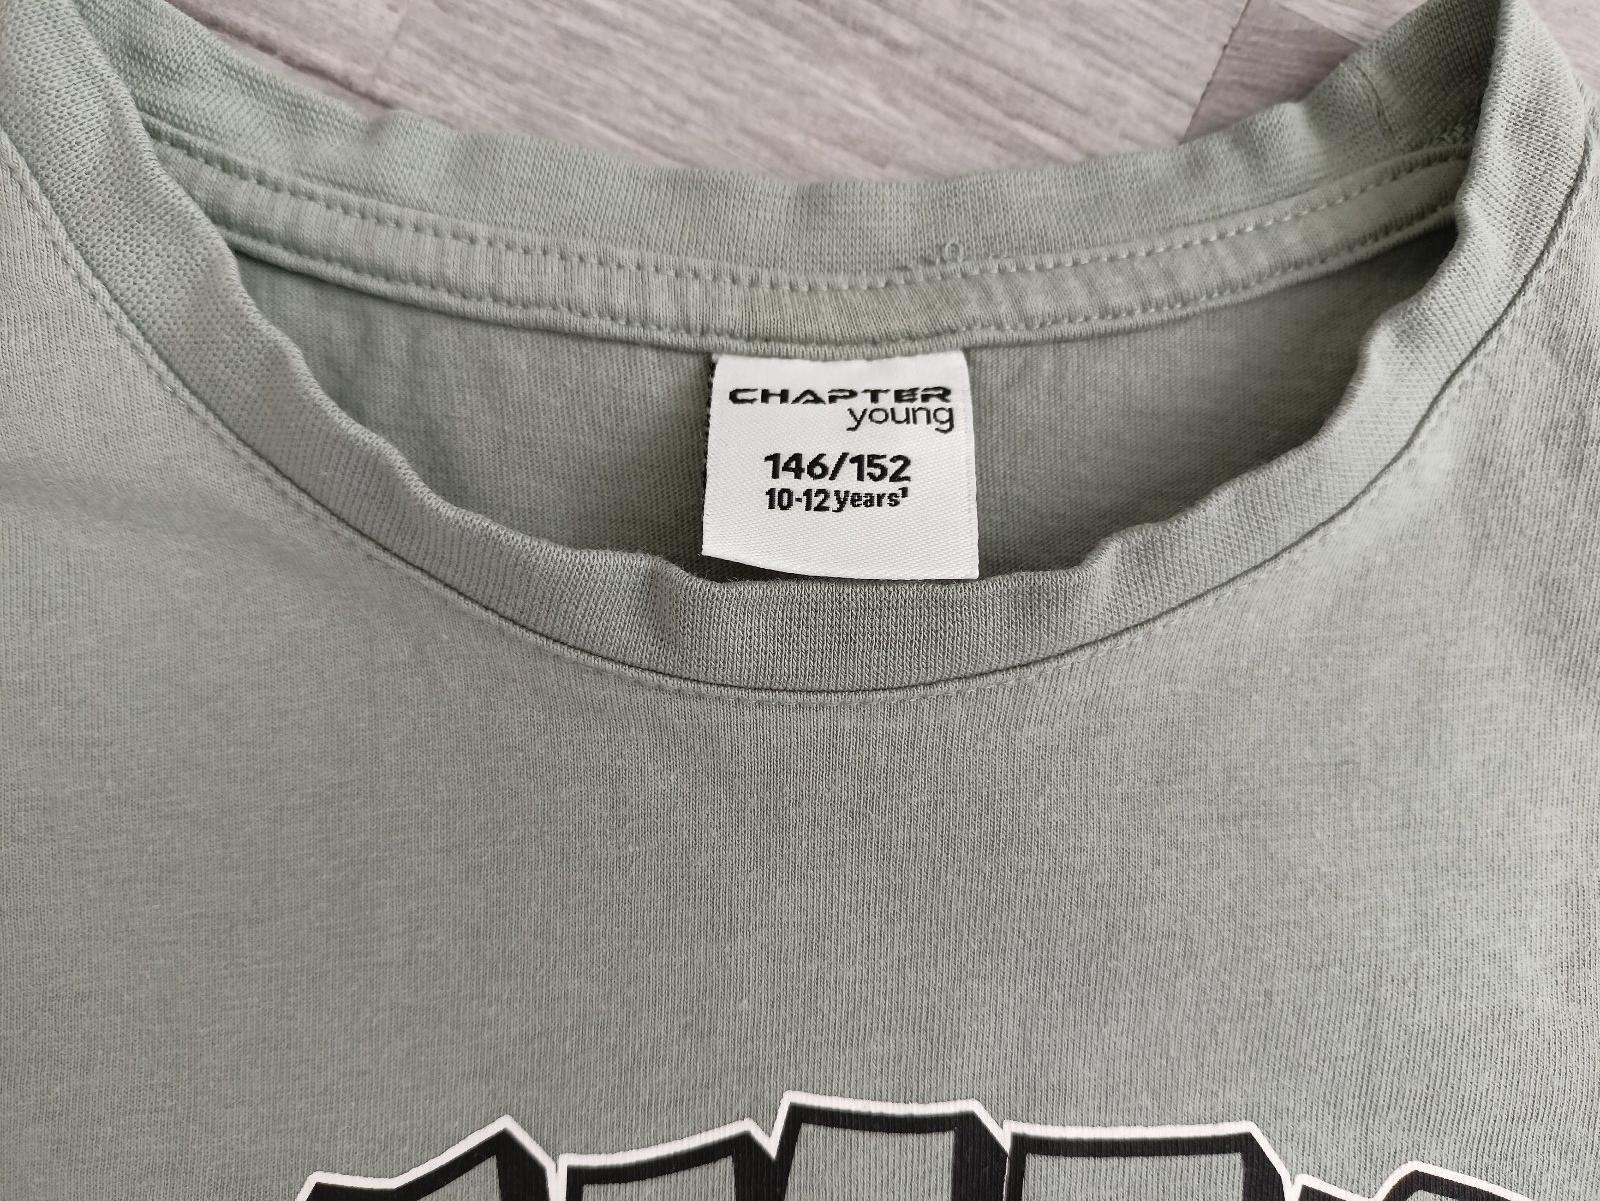 CHAPTER
young
146/152
10-12 years¹